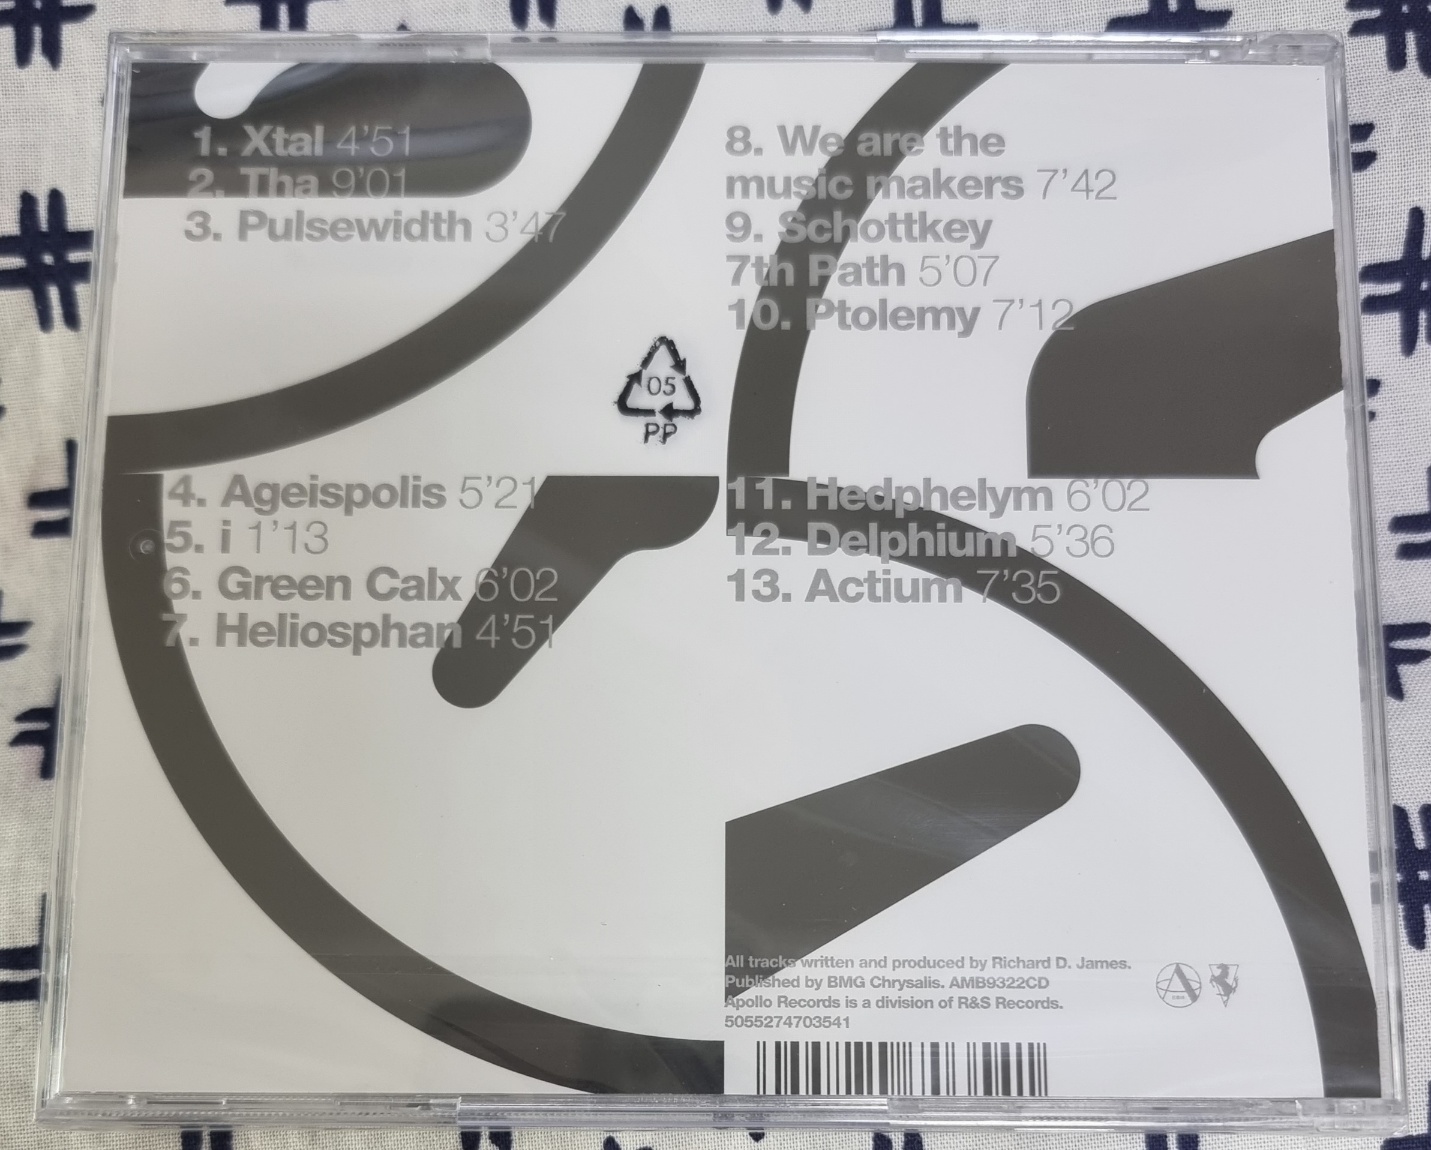 1. Xtal 4'51
2. Tha 9'01
3. Pulsewidth 3'47
4. Ageispolis 5'21
5. i 1'13
6. Green Calx 6'02
7. Heliosphan 4'51
8. We are the
music makers 7'42
9. Schottkey
7th Path 5'07
10. Ptolemy 7'12
11. Hedphelym 6'02
12. Delphium 5'36
13. Actium 7'35
05
PP
All tracks written and produced by Richard D. James.
Published by BMG Chrysalis. AMB9322CD
Apollo Records is a division of R&S Records.
5055274703541